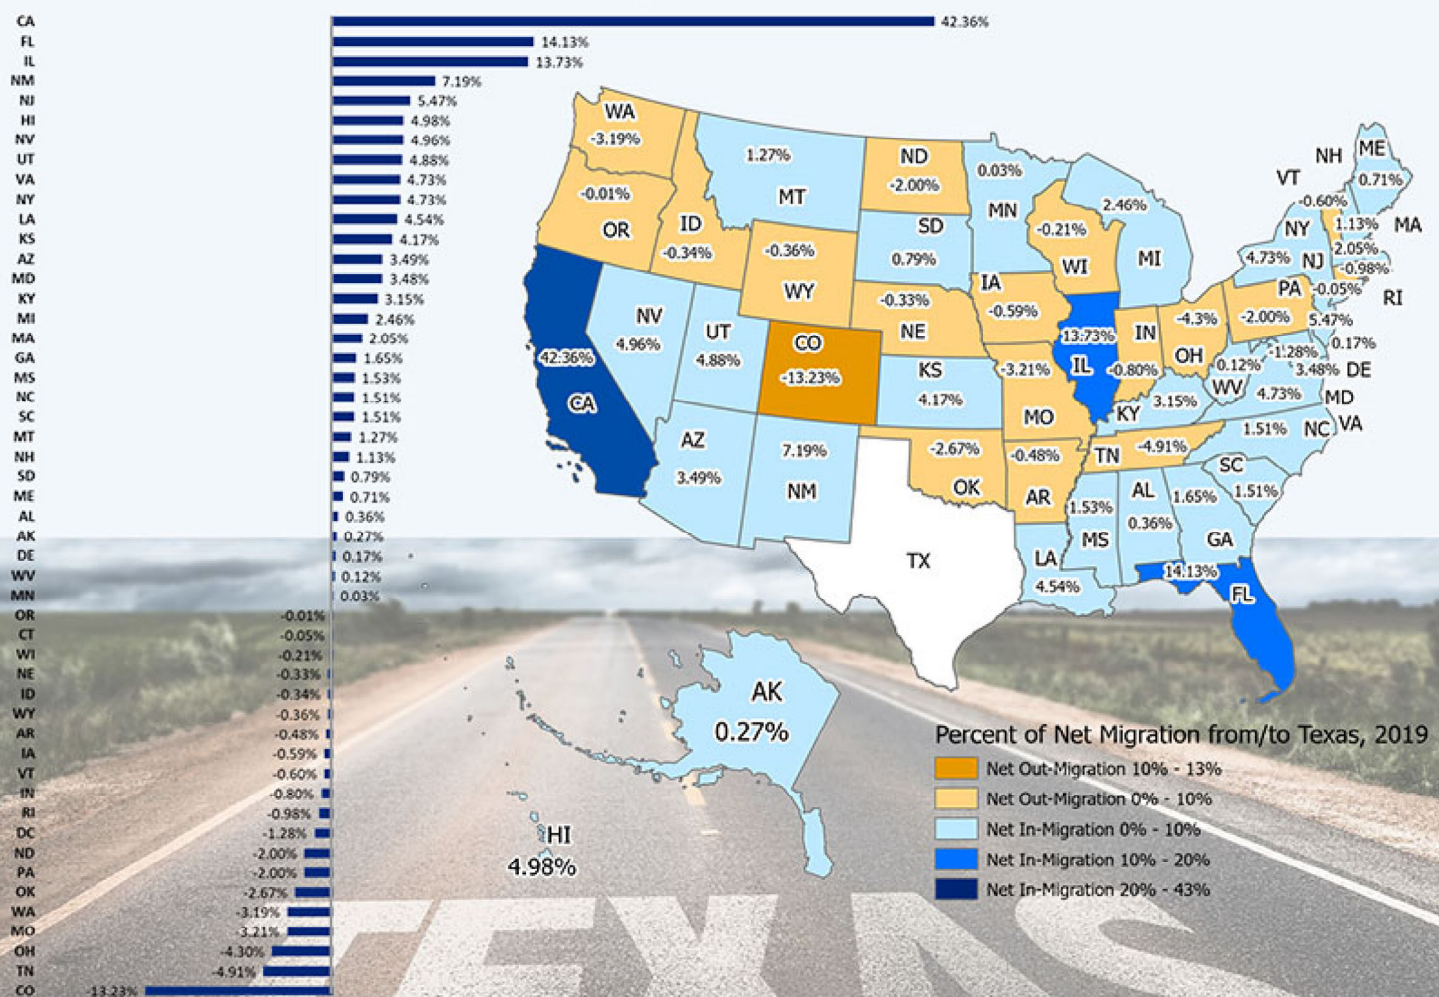 CA 42.36%
FL 14.13%
IL 13.73%
NM 7.19%
NJ 5.47%
HI 4.98%
NV 4.96%
UT 4.88%
VA 4.73%
NY 4.73%
LA 4.54%
KS 4.17%
AZ 3.49%
MD 3.48%
KY 3.15%
MI 2.46%
MA 2.05%
GA 1.65%
MS 1.53%
NC 1.51%
SC 1.51%
MT 1.27%
NH 1.13%
SD 0.79%
ME 0.71%
AL 0.36%
AK 0.27%
DE 0.17%
WV 0.12%
MN 0.03%
OR -0.01%
CT -0.05%
WI -0.21%
NE -0.33%
ID -0.34%
WY -0.36%
AR -0.48%
IA -0.59%
VT -0.60%
IN -0.80%
RI -0.98%
DC -1.28%
ND -2.00%
PA -2.00%
OK -2.67%
WA -3.19%
MO -3.21%
OH -4.30%
TN -4.91%
CO -13.23%
WA
-3.19%
-0.01%
OR
ID
-0.34%
1.27%
MT
-0.36%
WY
ND
-2.00%
SD
0.79%
-0.33%
NE
0.03%
MN
-0.21%
WI
2.46%
MI
IA
-0.59%
13.73%
IL
IN
-0.80%
-4.3%
OH
PA
-2.00%
NY
4.73%
VT
-0.60%
NH
1.13%
ME
0.71%
MA
2.05%
-0.98%
RI
-0.05%
NJ
5.47%
0.17%
DE
-1.28%
3.48%
MD
0.12%
WV
4.73%
VA
42.36%
CA
NV
4.96%
UT
4.88%
CO
-13.23%
KS
4.17%
-3.21%
MO
KY
3.15%
TN
-4.91%
1.51%
NC
SC
1.51%
AZ
3.49%
7.19%
NM
-2.67%
OK
-0.48%
AR
1.53%
MS
AL
0.36%
1.65%
GA
TX
LA
4.54%
14.13%
FL
AK
0.27%
HI
4.98%
Percent of Net Migration from/to Texas, 2019
Net Out-Migration 10% - 13%
Net Out-Migration 0% - 10%
Net In-Migration 0% - 10%
Net In-Migration 10% - 20%
Net In-Migration 20% - 43%
TEXAS